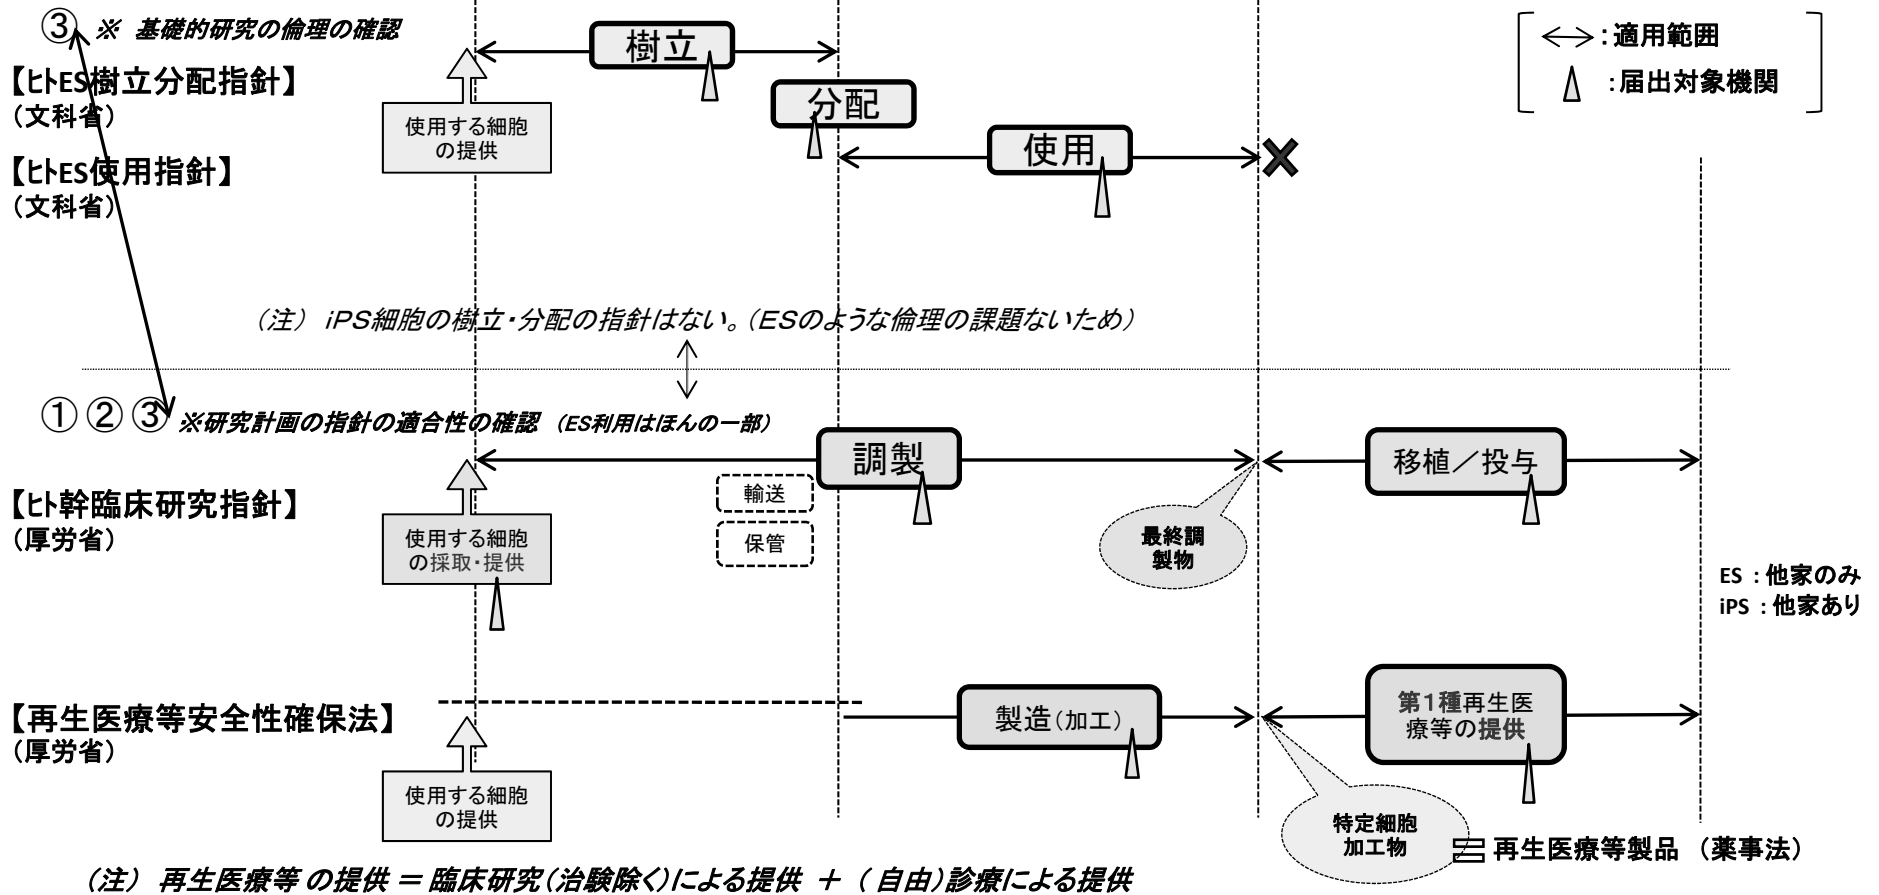 ③ ※ 基礎的研究の倫理の確認
【ヒトES樹立分配指針】
（文科省）
【ヒトES使用指針】
（文科省）
使用する細胞
の提供
樹立
分配
使用
：適用範囲
：届出対象機関
（注） iPS細胞の樹立・分配の指針はない。（ESのような倫理の課題ないため）
① ② ③ ※研究計画の指針の適合性の確認 （ES利用はほんの一部）
【ヒト幹臨床研究指針】
（厚労省）
使用する細胞
の採取・提供
輸送
保管
調製
最終調
製物
移植／投与
ES ：他家のみ
iPS ：他家あり
【再生医療等安全性確保法】
（厚労省）
使用する細胞
の提供
製造（加工）
第１種再生医
療等の提供
特定細胞
加工物
＝ 再生医療等製品 （薬事法）
（注） 再生医療等 の提供 ＝ 臨床研究（治験除く）による提供 ＋ （ 自由）診療による提供